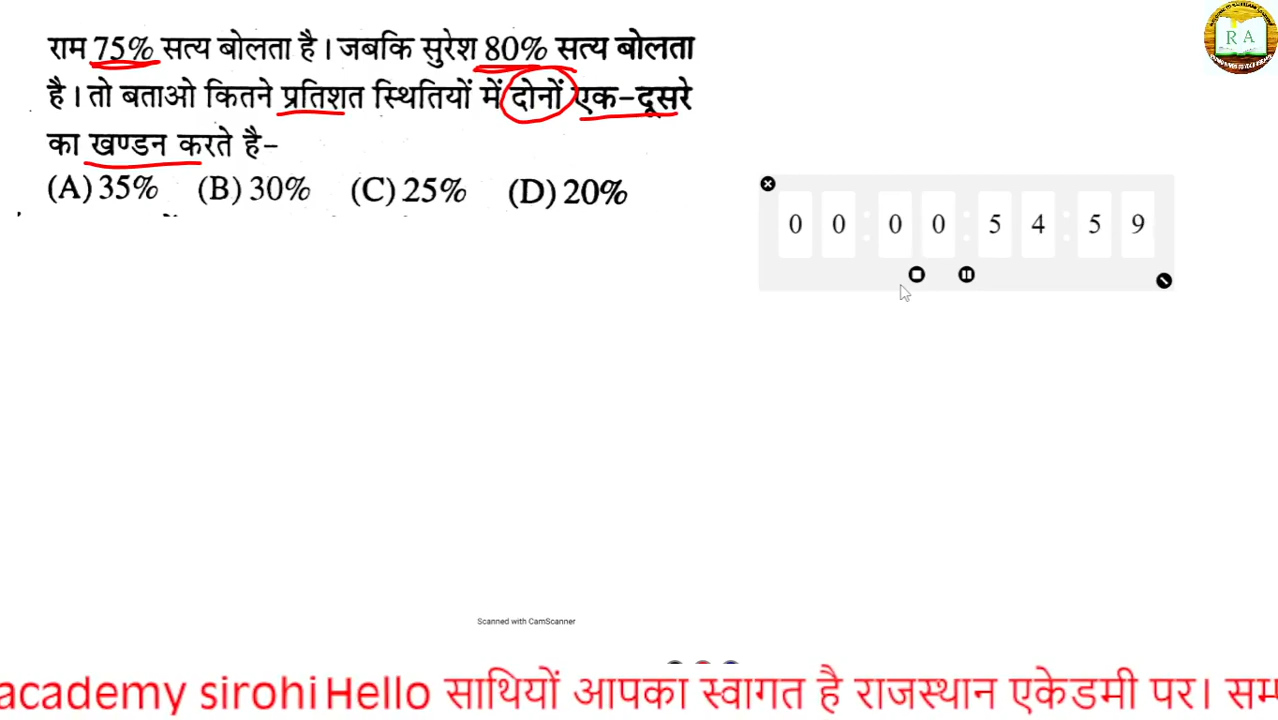 राम 75% सत्य बोलता है। जबकि सुरेश 80% सत्य बोलता
है। तो बताओ कितने प्रतिशत स्थितियों में दोनों एक-दूसरे
का खण्डन करते है-
(A) 35% (B) 30% (C) 25% (D) 20%
0 0 : 0 0 : 5 4 : 5 9
R A
Scanned with CamScanner
academy sirohi Hello साथियों आपका स्वागत है राजस्थान एकेडमी पर। सम